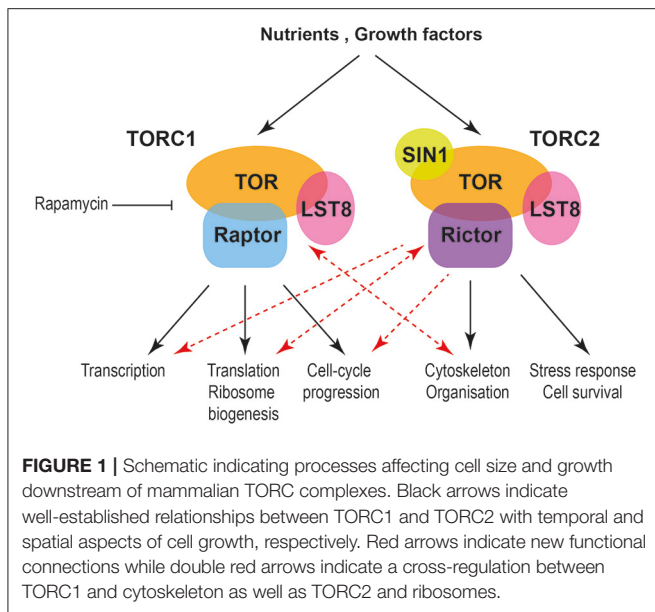 Nutrients , Growth factors
TORC1
SIN1
TORC2
TOR
TOR
Rapamycin
LST8
LST8
Raptor
Rictor
Transcription
Translation
Ribosome
biogenesis
Cell-cycle
progression
Cytoskeleton
Organisation
Stress response
Cell survival
FIGURE 1 | Schematic indicating processes affecting cell size and growth
downstream of mammalian TORC complexes. Black arrows indicate
well-established relationships between TORC1 and TORC2 with temporal and
spatial aspects of cell growth, respectively. Red arrows indicate new functional
connections while double red arrows indicate a cross-regulation between
TORC1 and cytoskeleton as well as TORC2 and ribosomes.